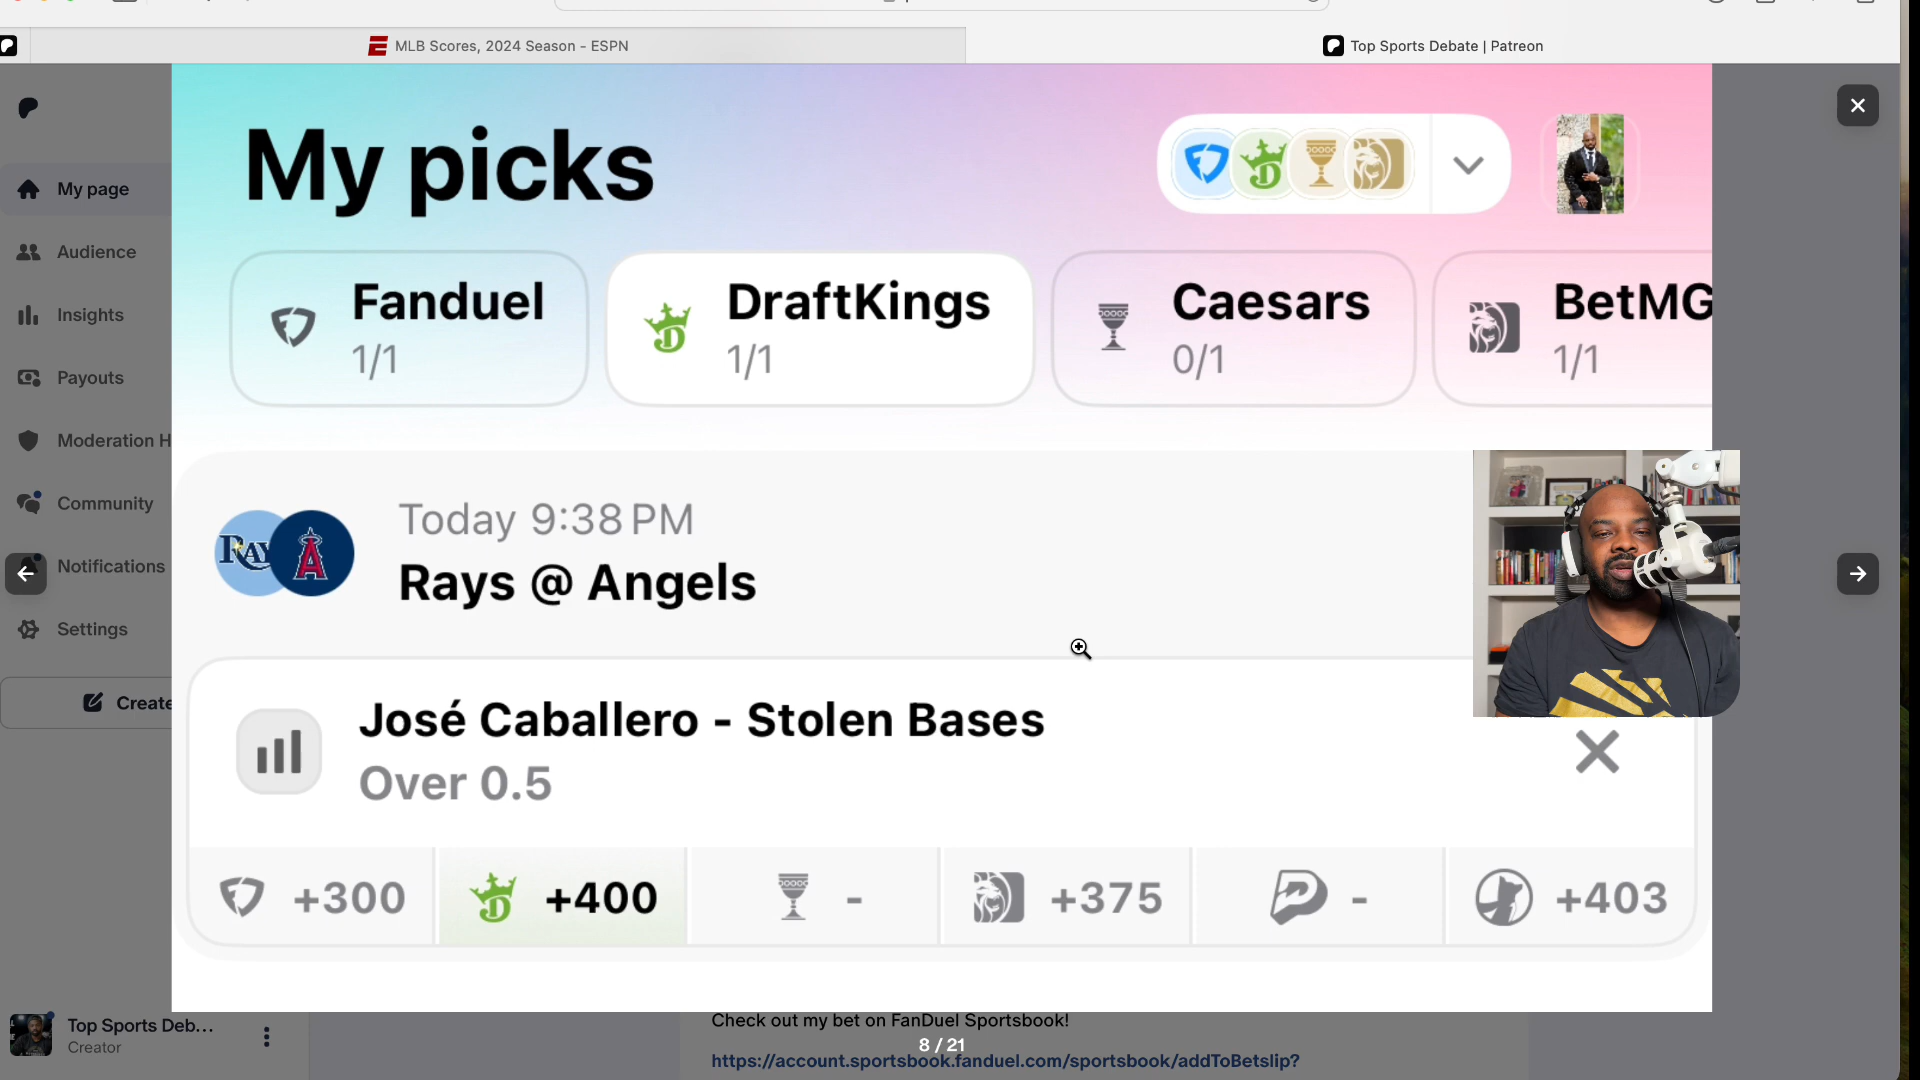 MLB Scores, 2024 Season - ESPN
Top Sports Debate | Patreon
My page
Audience
Insights
Payouts
Moderation H
Community
Notifications
Settings
Create
Top Sports Deb...
Creator
My picks
Fanduel
1/1
DraftKings
1/1
Caesars
0/1
BetMG
1/1
RAY
A
Today 9:38 PM
Rays @ Angels
José Caballero - Stolen Bases
Over 0.5
+300
+400
-
+375
-
+403
Check out my bet on FanDuel Sportsbook!
8 / 21
https://account.sportsbook.fanduel.com/sportsbook/addToBetslip?